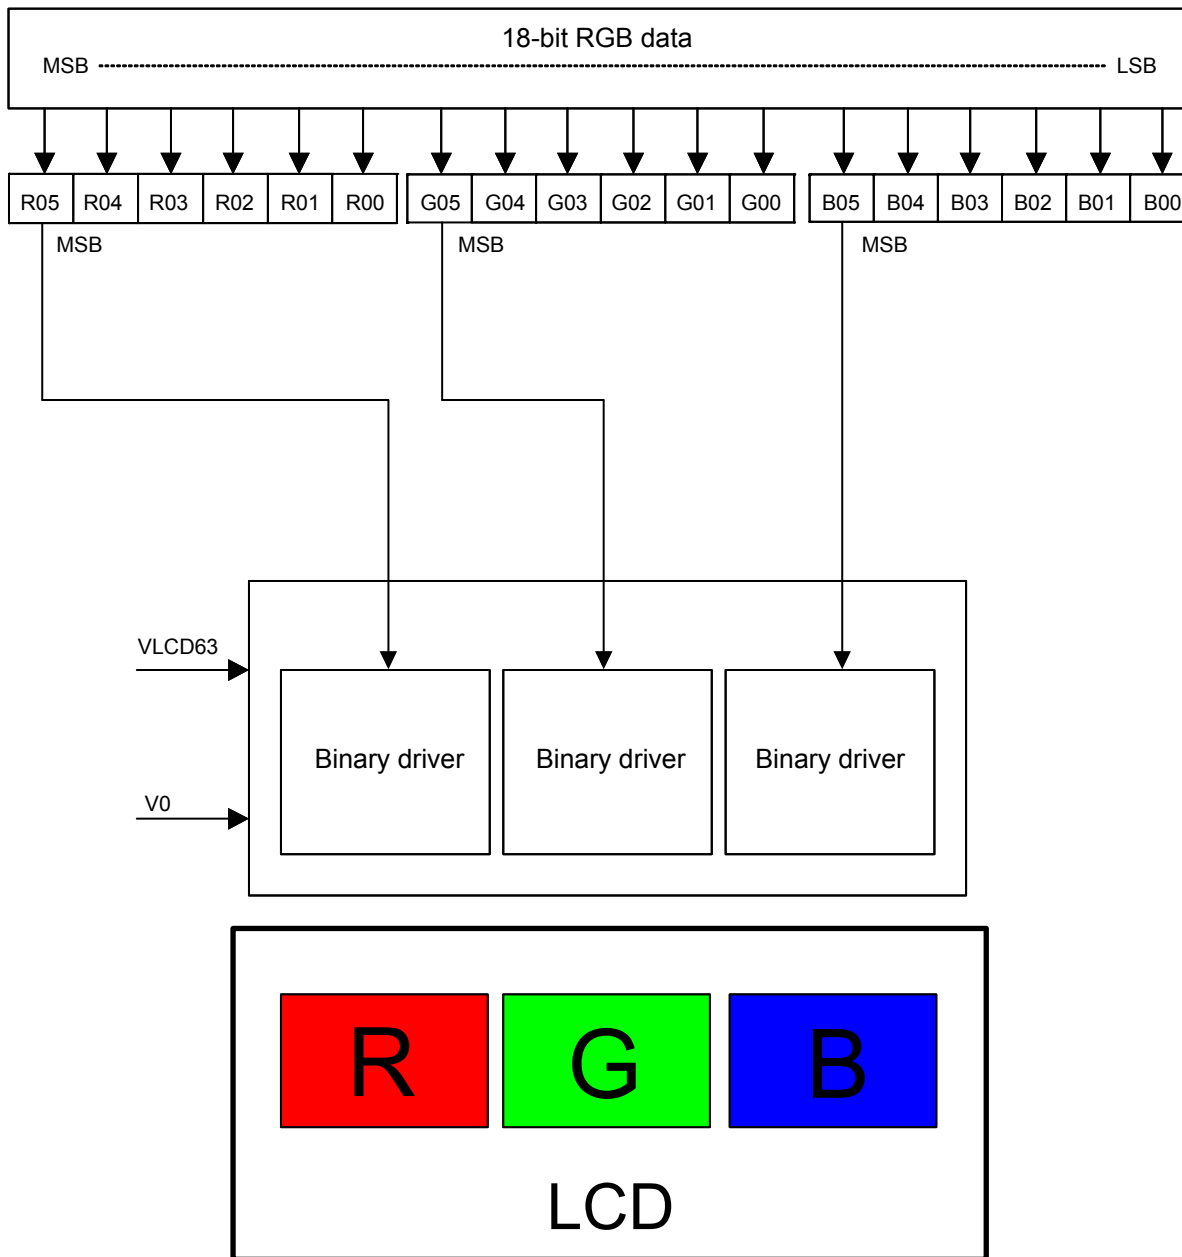 18-bit RGB data
MSB LSB
R05 R04 R03 R02 R01 R00 G05 G04 G03 G02 G01 G00 B05 B04 B03 B02 B01 B00
MSB MSB MSB
VLCD63
Binary driver Binary driver Binary driver
V0
R G B
LCD